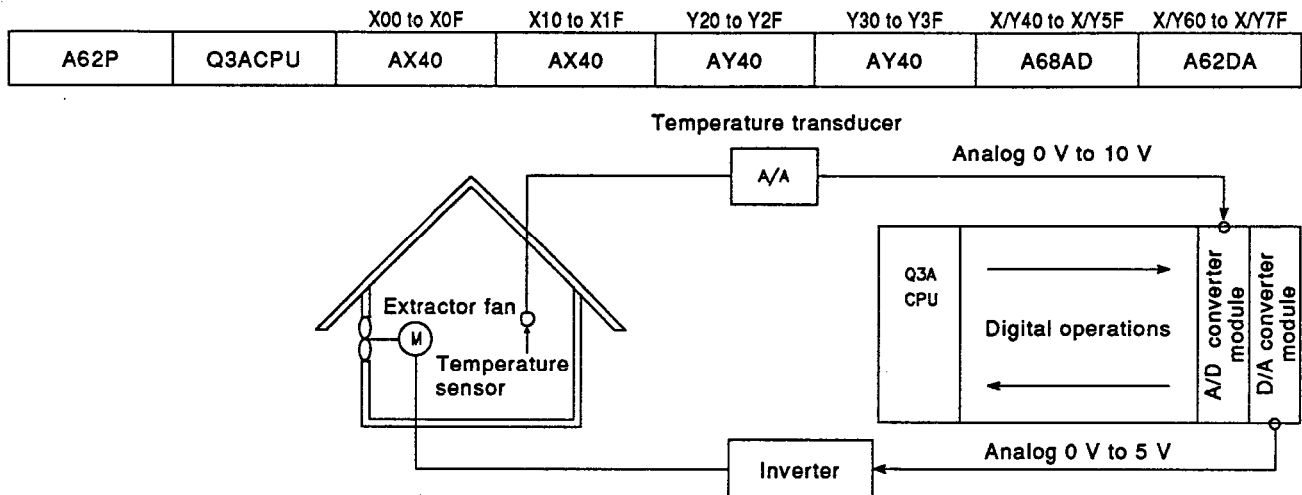 X00 to X0F X10 to X1F Y20 to Y2F Y30 to Y3F X/Y40 to X/Y5F X/Y60 to X/Y7F
A62P Q3ACPU AX40 AX40 AY40 AY40 A68AD A62DA
Temperature transducer
A/A
Analog 0 V to 10 V
Extractor fan
M
Temperature
sensor
Q3A
CPU
Digital operations
A/D converter
module
D/A converter
module
Analog 0 V to 5 V
Inverter